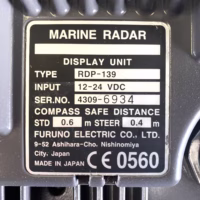 MARINE RADAR
DISPLAY UNIT
TYPE RDP-139
INPUT 12-24 VDC
SER.NO. 4309-6934
COMPASS SAFE DISTANCE
STD 0.6 m STEER 0.4 m
FURUNO ELECTRIC CO., LTD.
9-52 Ashihara-Cho. Nishinomiya
City. Japan
MADE IN JAPAN CE 0560